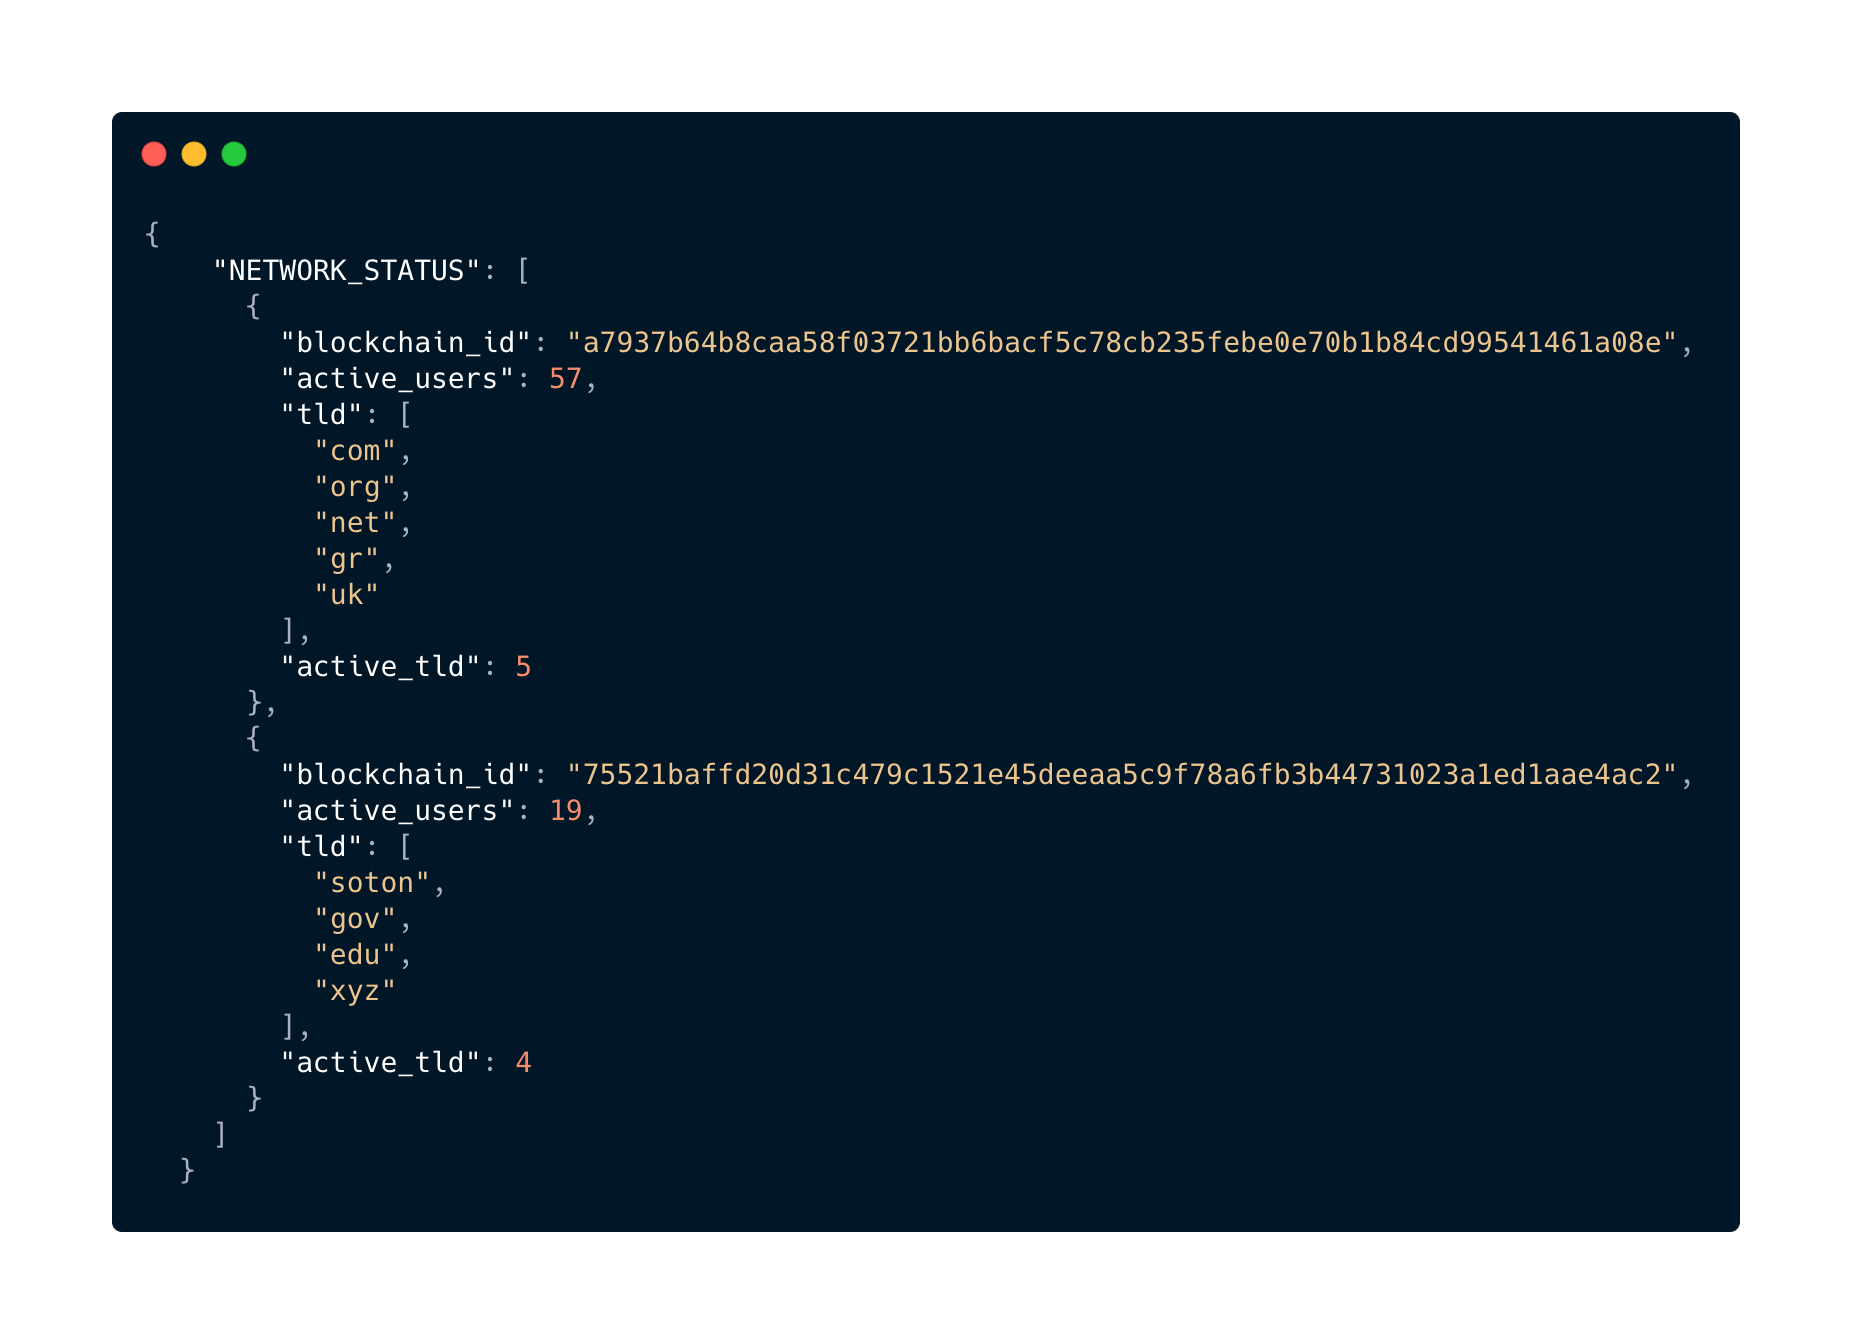 {
    "NETWORK_STATUS": [
      {
        "blockchain_id": "a7937b64b8caa58f03721bb6bacf5c78cb235febe0e70b1b84cd99541461a08e",
        "active_users": 57,
        "tld": [
          "com",
          "org",
          "net",
          "gr",
          "uk"
        ],
        "active_tld": 5
      },
      {
        "blockchain_id": "75521baffd20d31c479c1521e45deeaa5c9f78a6fb3b44731023a1ed1aae4ac2",
        "active_users": 19,
        "tld": [
          "soton",
          "gov",
          "edu",
          "xyz"
        ],
        "active_tld": 4
      }
    ]
  }